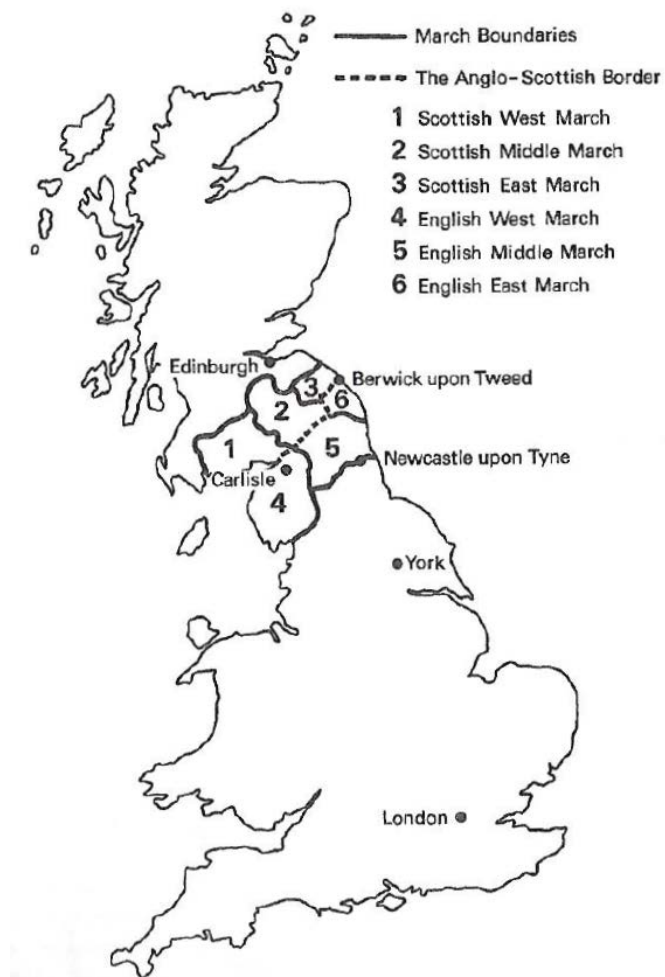 March Boundaries
The Anglo-Scottish Border
1 Scottish West March
2 Scottish Middle March
3 Scottish East March
4 English West March
5 English Middle March
6 English East March
Edinburgh
3
Berwick upon Tweed
2
6
1
5
Newcastle upon Tyne
Carlisle
4
York
London